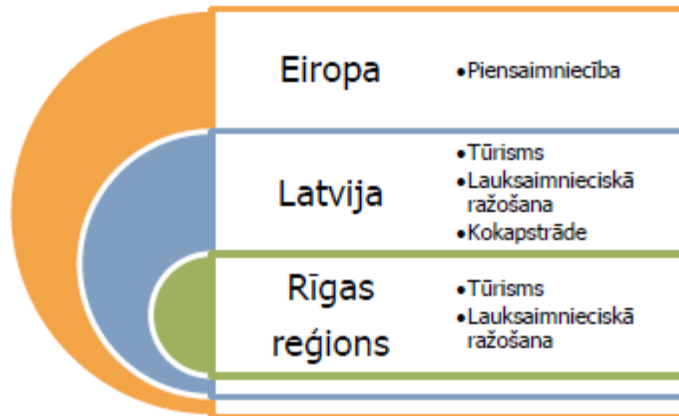 Eiropa
•Piensaimniecība
Latvija
•Tūrisms
•Lauksaimnieciskā
ražošana
•Kokapstrāde
Rīgas
reģions
•Tūrisms
•Lauksaimnieciskā
ražošana